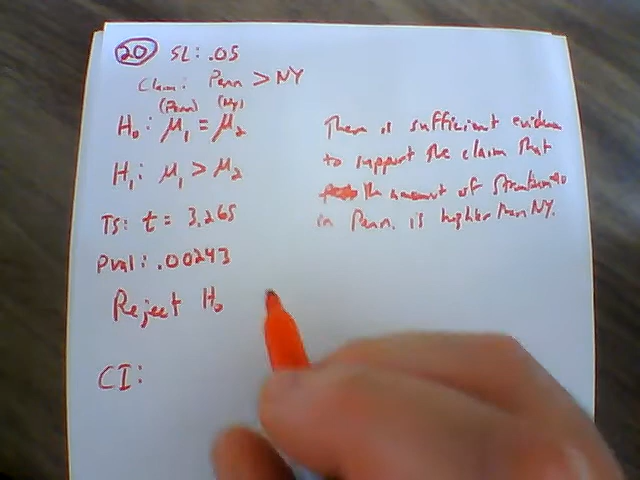 20 SL: .05
Claim: Penn > NY
(Penn) (NY)
H₀: μ₁ = μ₂
H₁: μ₁ > μ₂
TS: t = 3.265
Pval: .00243
Reject H₀
CI:
There is sufficient evidence
to support the claim that
the amount of Strontium-90
in Penn. is higher than NY.